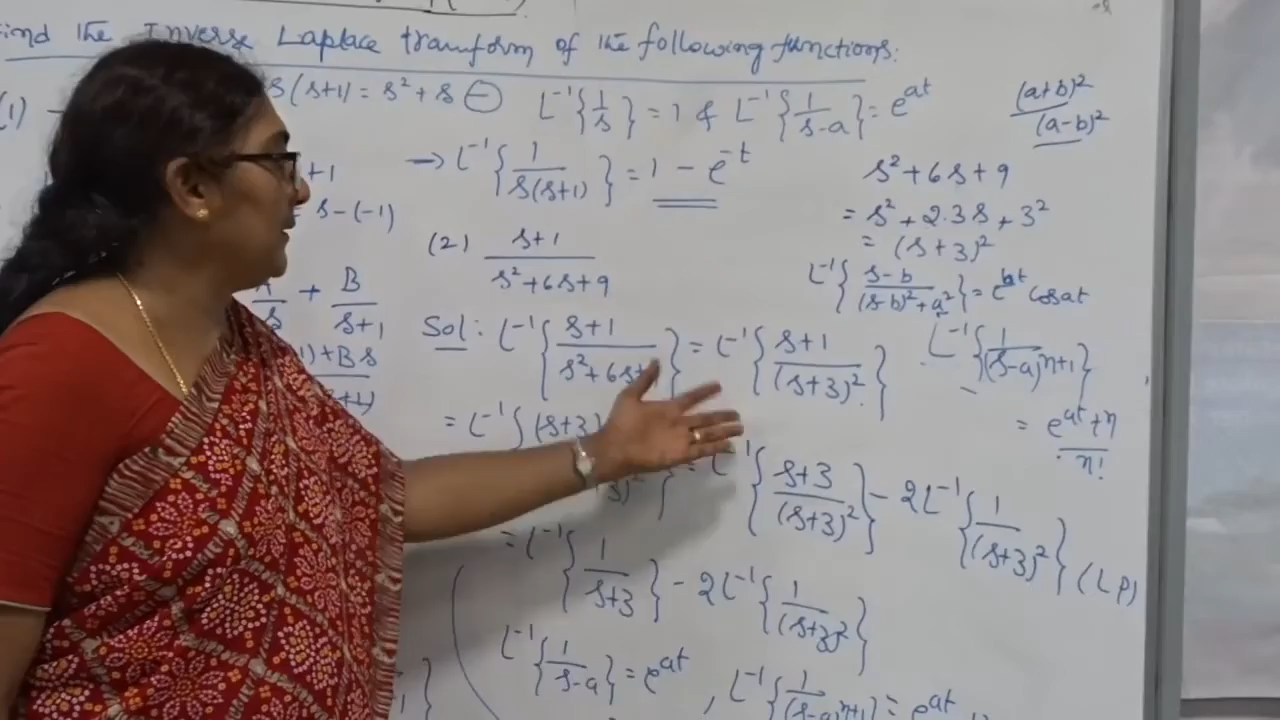 Find the Inverse Laplace tranform of the following functions.
(1)
s(s+1) = s² + s
L⁻¹{1/s} = 1 & L⁻¹{1/(s-a)} = e^{at}
(a+b)²
(a-b)²
→ L⁻¹{1/(s(s+1))} = 1 - e^{-t}
+1
= s-(-1)
s²+6s+9
= s² + 2.3s + 3²
= (s+3)²
(2) (s+1)/(s²+6s+9)
L⁻¹{(s-b)/((s-b)²+a²)} = e^{bt} cosat
A/s + B/(s+1)
Sol: L⁻¹{(s+1)/(s²+6s+ } = L⁻¹{(s+1)/(s+3)²}
L⁻¹{1/(s-a)^{n+1}}
= e^{at} t^n / n!
)+Bs
= L⁻¹{(s+3)
= L⁻¹{(s+3)/(s+3)²} - 2L⁻¹{1/(s+3)²} (LP)
= L⁻¹{1/(s+3)} - 2L⁻¹{1/(s+3)²}
L⁻¹{1/(s-a)} = e^{at}, L⁻¹{1/(s-a)^{n+1}} = e^{at}